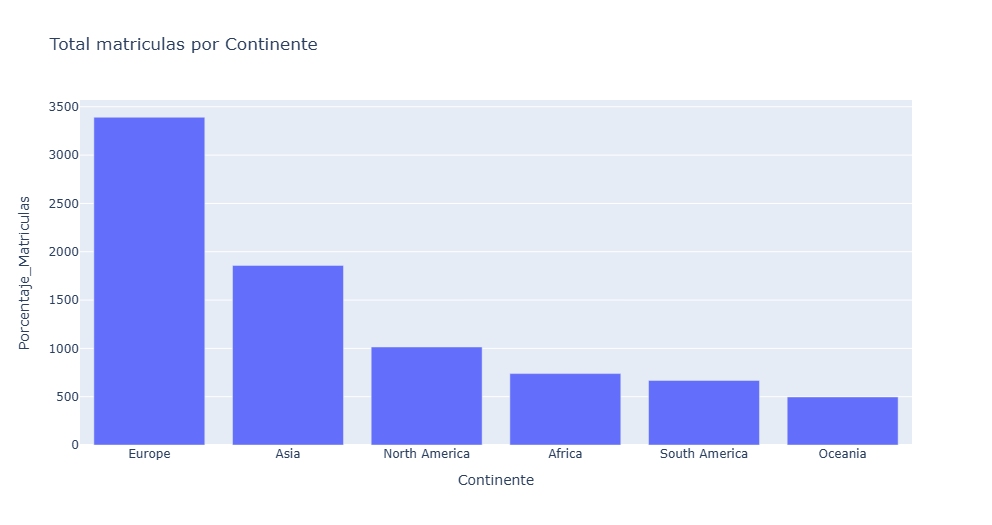 Total matriculas por Continente
Porcentaje_Matriculas
3500
3000
2500
2000
1500
1000
500
0
Europe
Asia
North America
Africa
South America
Oceania
Continente